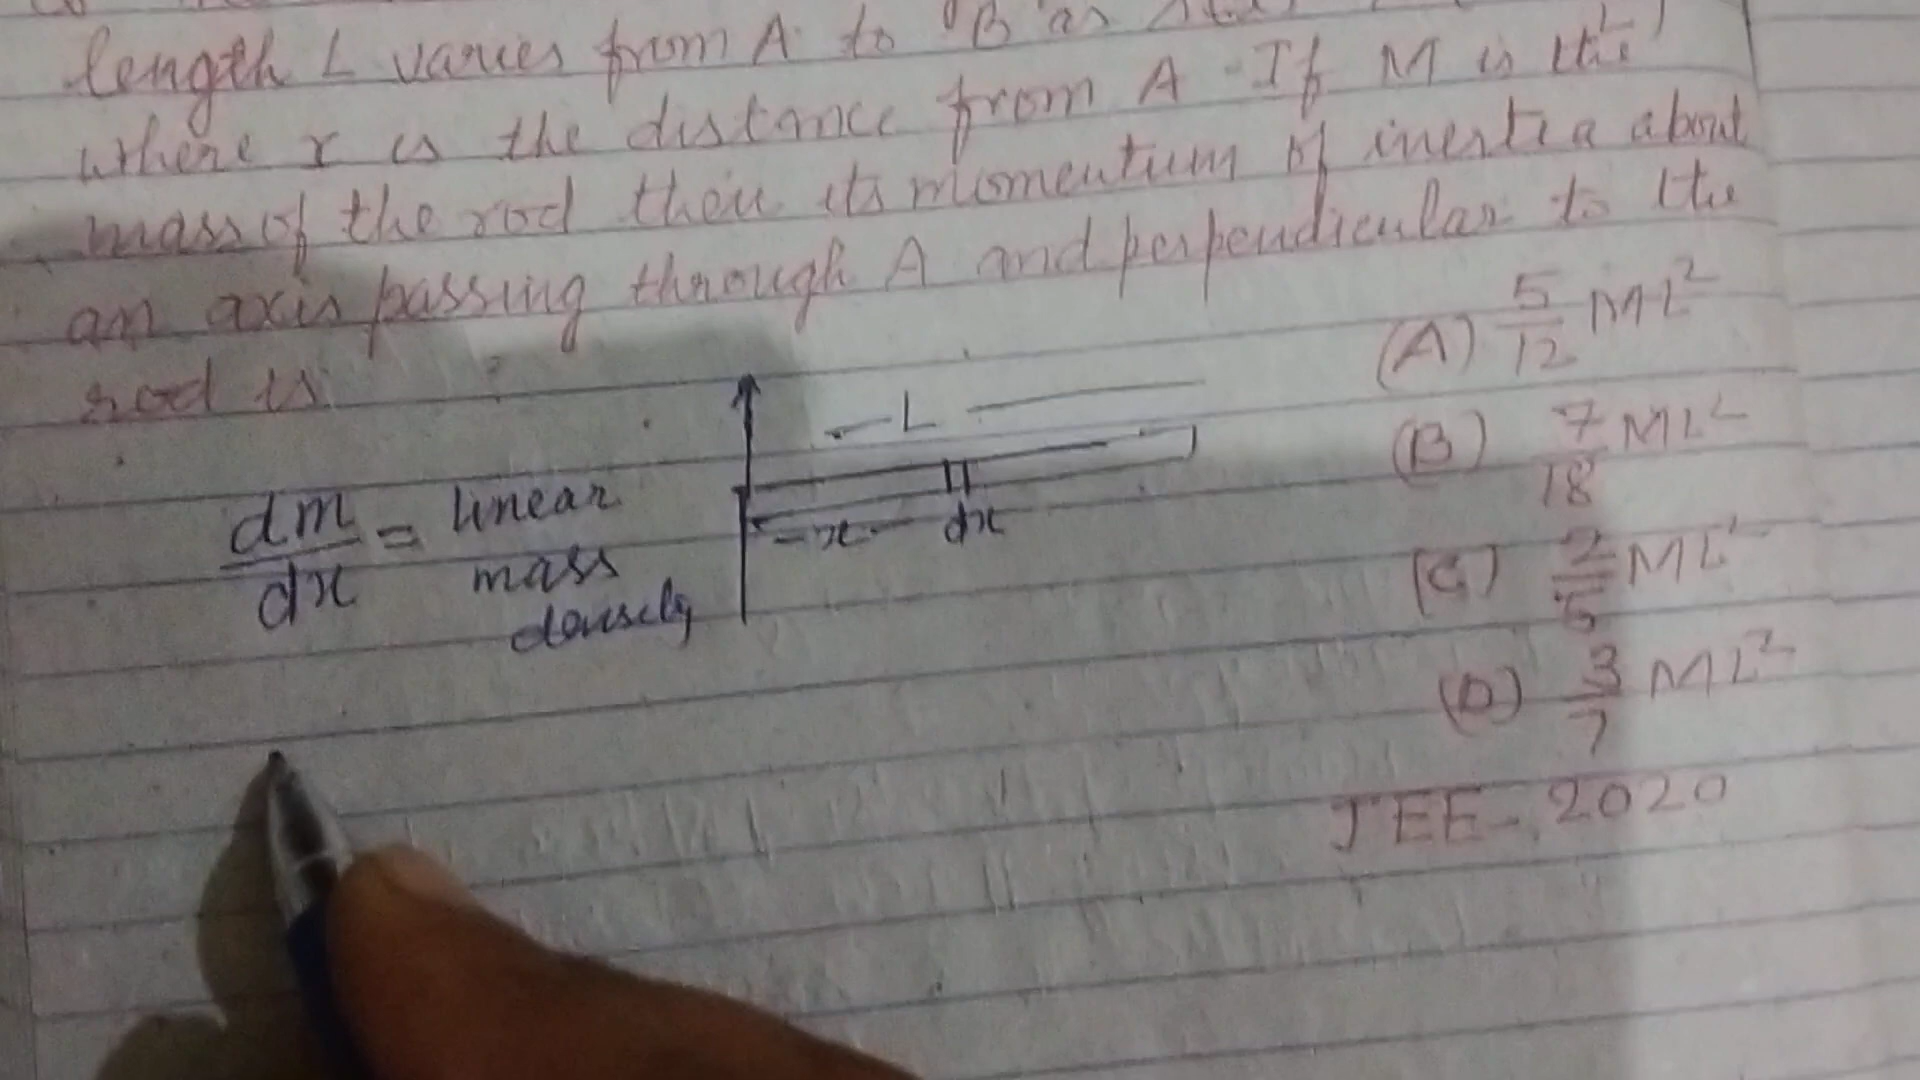 length L varies from A to B as
where x is the distance from A. If M is the
mass of the rod then its momentum of inertia about
an axis passing through A and perpendicular to the
rod is
(A) 5/12 ML²
(B) 7/18 ML²
(C) 2/5 ML²
(D) 3/7 ML²
JEE-2020
L
x dx
dm/dx = linear
mass
density